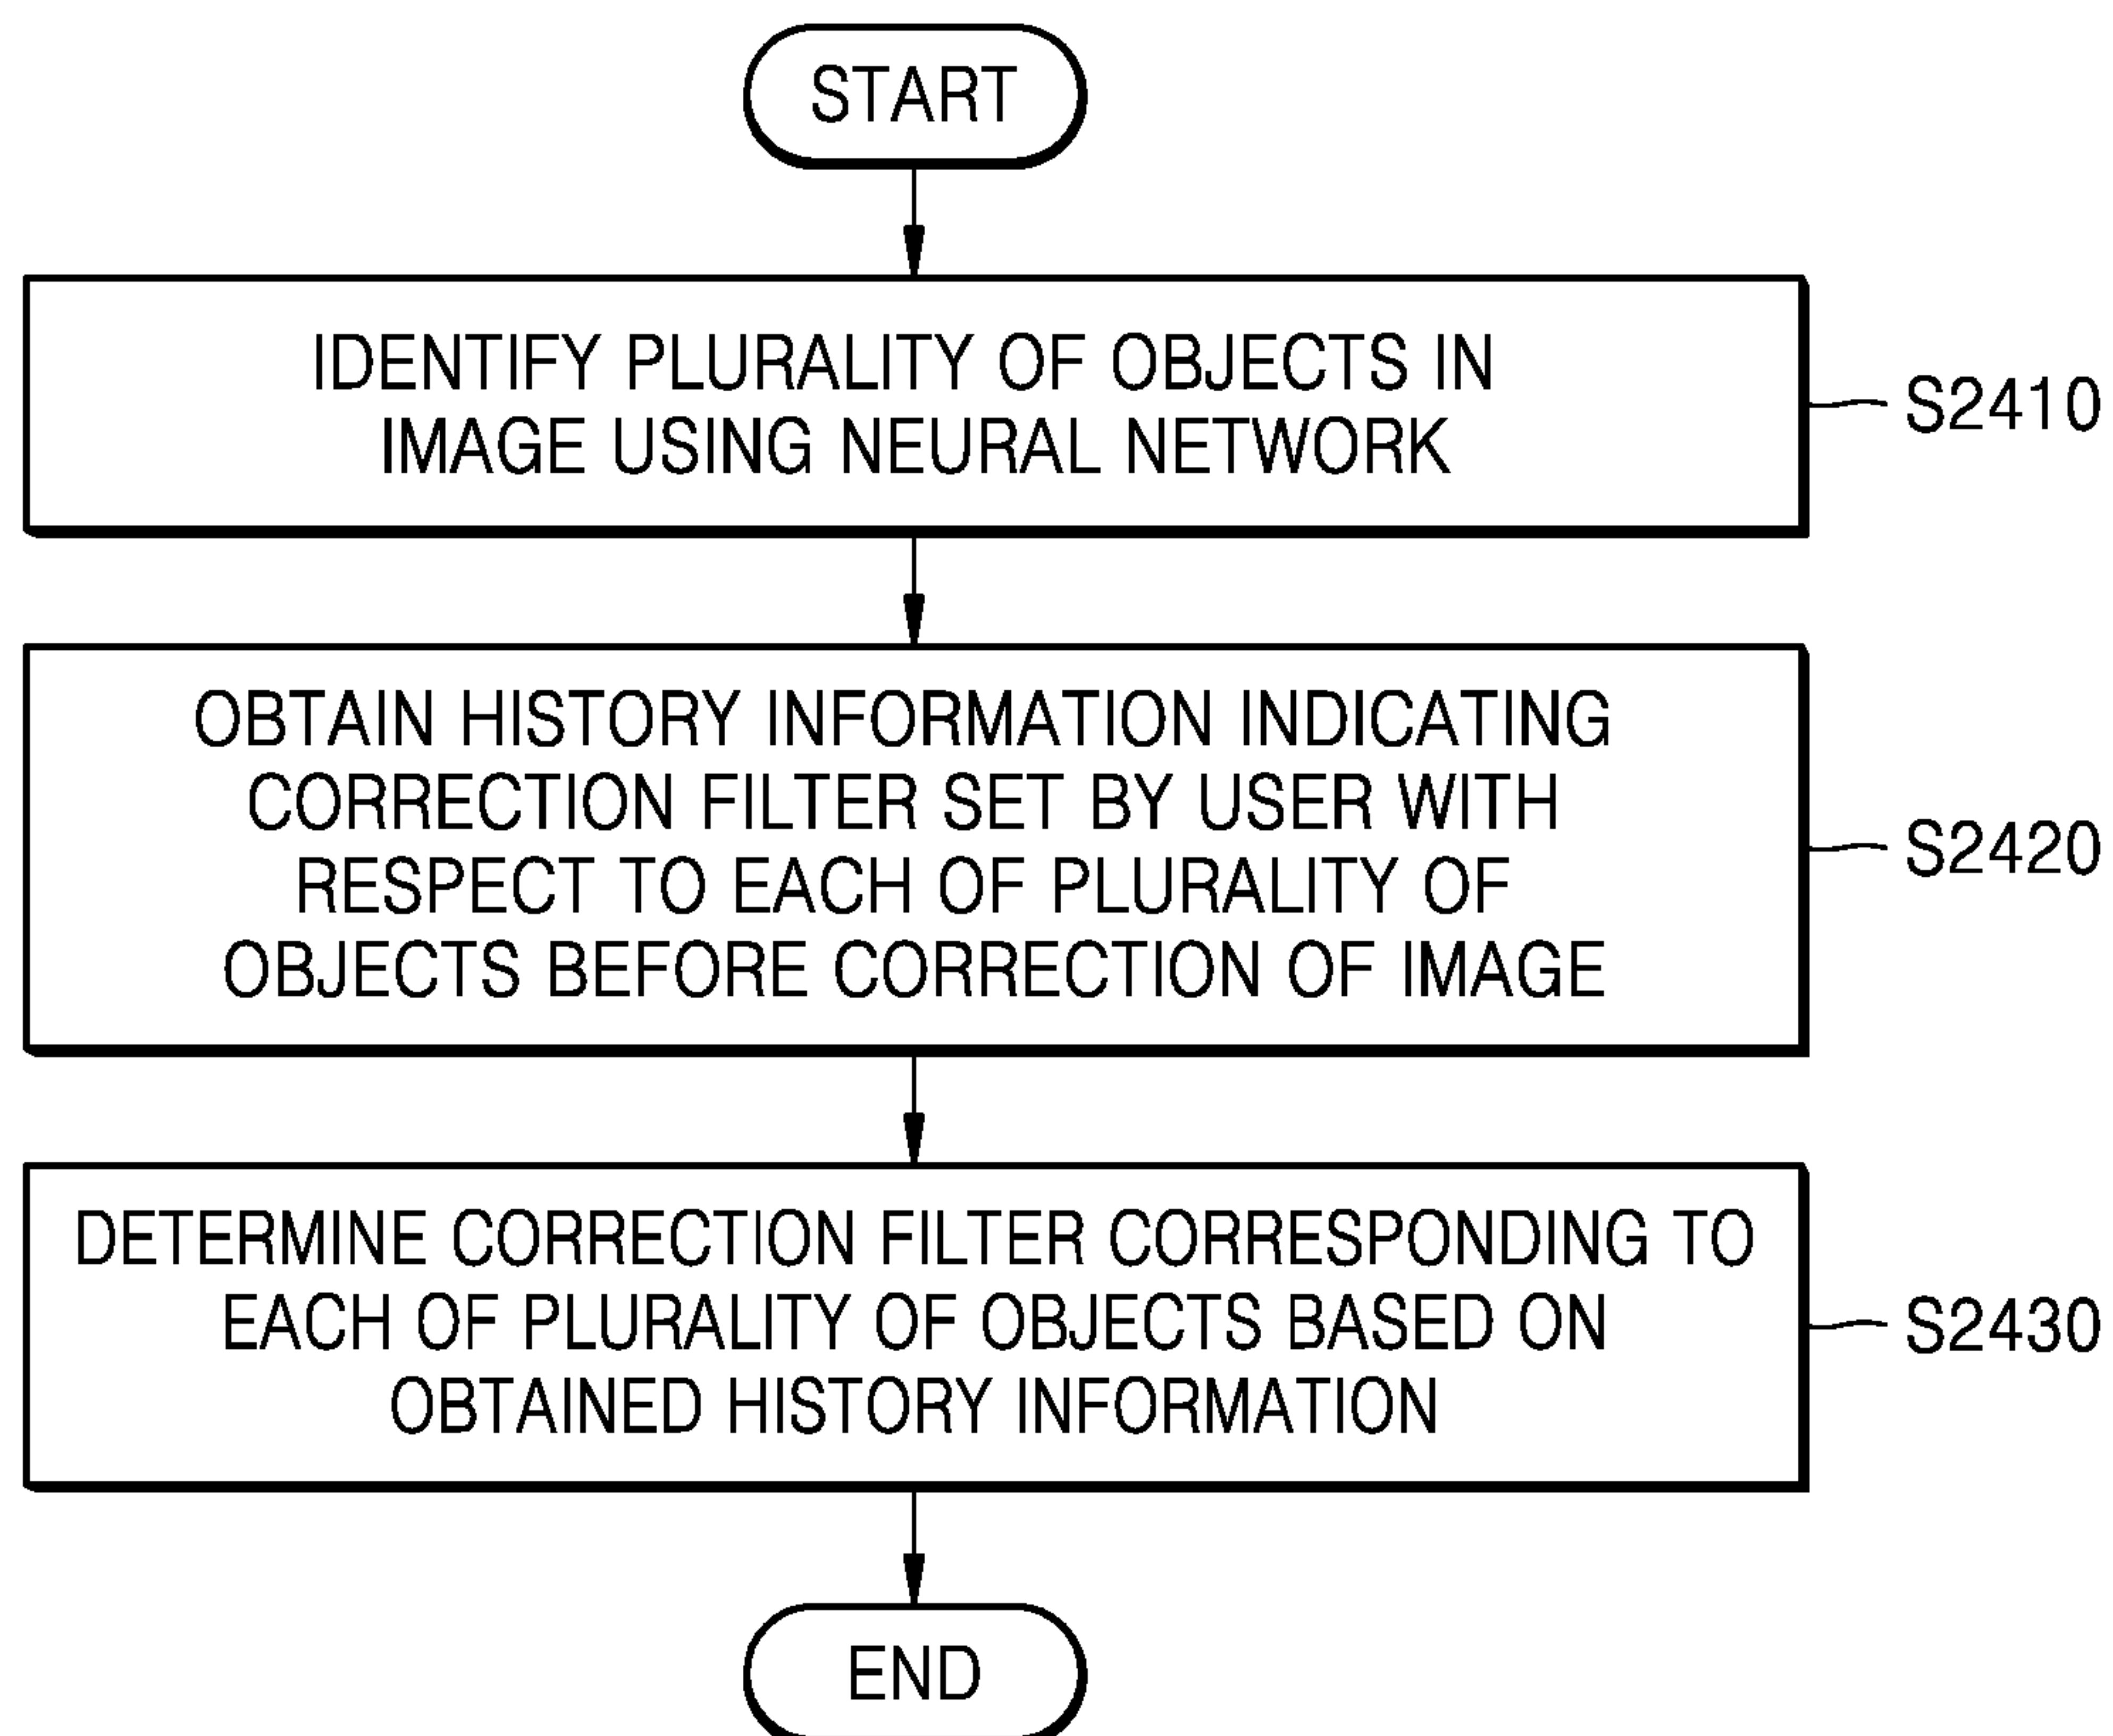 START
IDENTIFY PLURALITY OF OBJECTS IN
IMAGE USING NEURAL NETWORK
S2410
OBTAIN HISTORY INFORMATION INDICATING
CORRECTION FILTER SET BY USER WITH
RESPECT TO EACH OF PLURALITY OF
OBJECTS BEFORE CORRECTION OF IMAGE
S2420
DETERMINE CORRECTION FILTER CORRESPONDING TO
EACH OF PLURALITY OF OBJECTS BASED ON
OBTAINED HISTORY INFORMATION
S2430
END